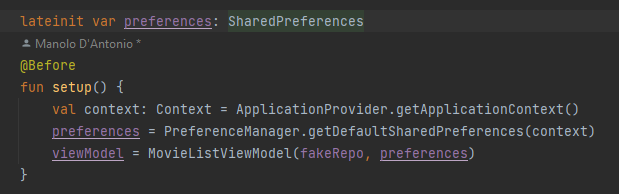 lateinit var preferences: SharedPreferences
Manolo D'Antonio *
@Before
fun setup() {
val context: Context = ApplicationProvider.getApplicationContext()
preferences = PreferenceManager.getDefaultSharedPreferences(context)
viewModel = MovieListViewModel(fakeRepo, preferences)
}